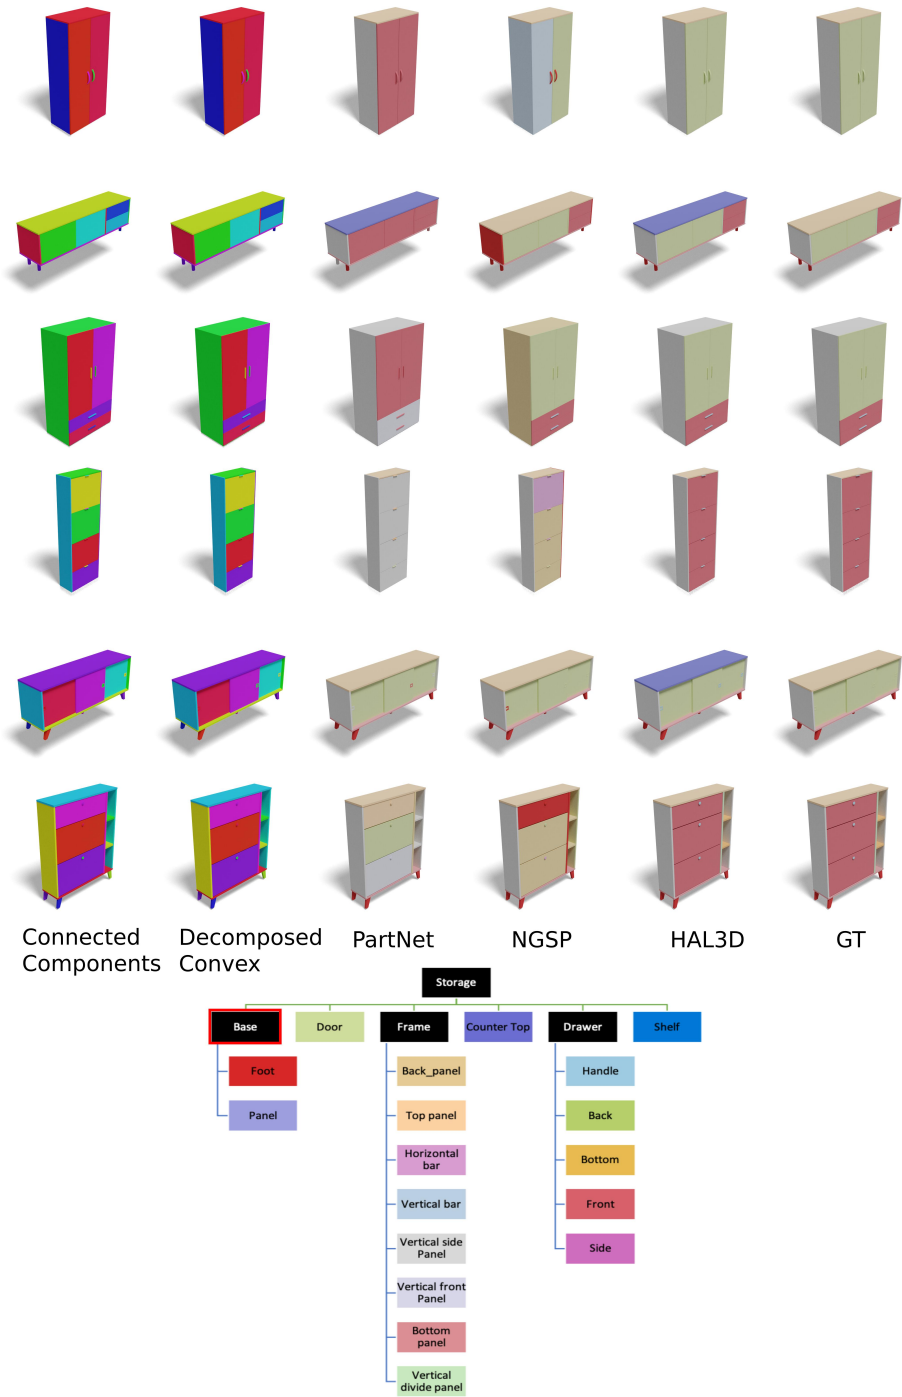 Connected
Components
Decomposed
Convex
PartNet
NGSP
HAL3D
GT
Storage
Base
Door
Frame
Counter Top
Drawer
Shelf
Foot
Back_panel
Handle
Panel
Top panel
Back
Horizontal
bar
Bottom
Vertical bar
Front
Vertical side
Panel
Side
Vertical front
Panel
Bottom
panel
Vertical
divide panel